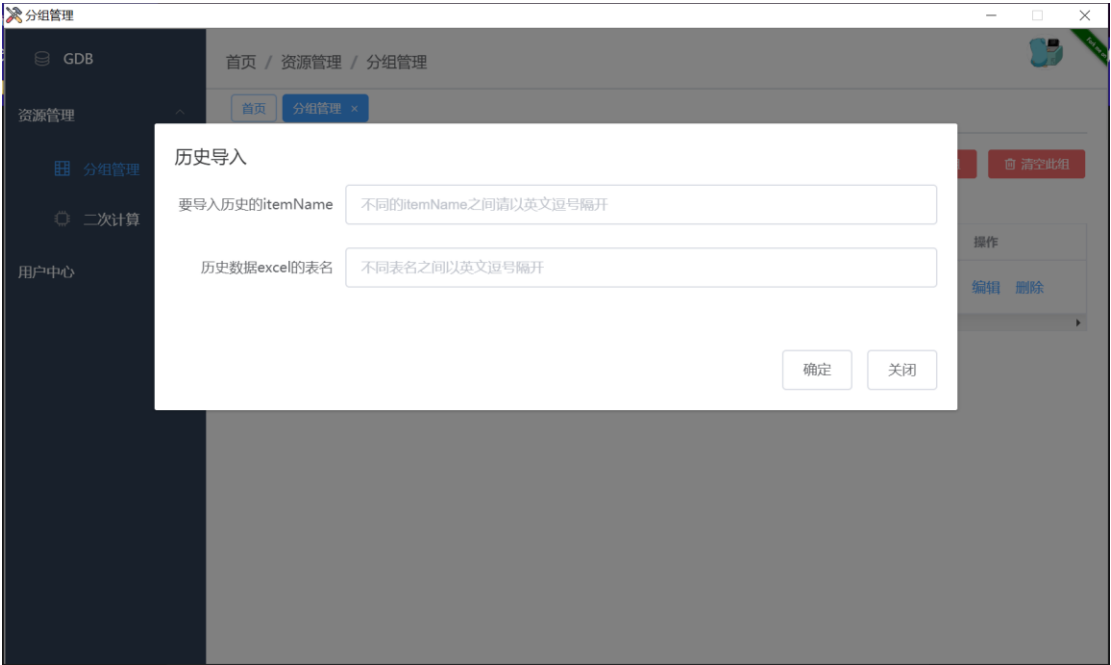 分组管理
GDB
首页 / 资源管理 / 分组管理
资源管理
首页 分组管理 ×
分组管理
清空此组
二次计算
用户中心
历史导入
要导入历史的itemName 不同的itemName之间请以英文逗号隔开
历史数据excel的表名 不同表名之间以英文逗号隔开
确定 关闭
操作
编辑 删除